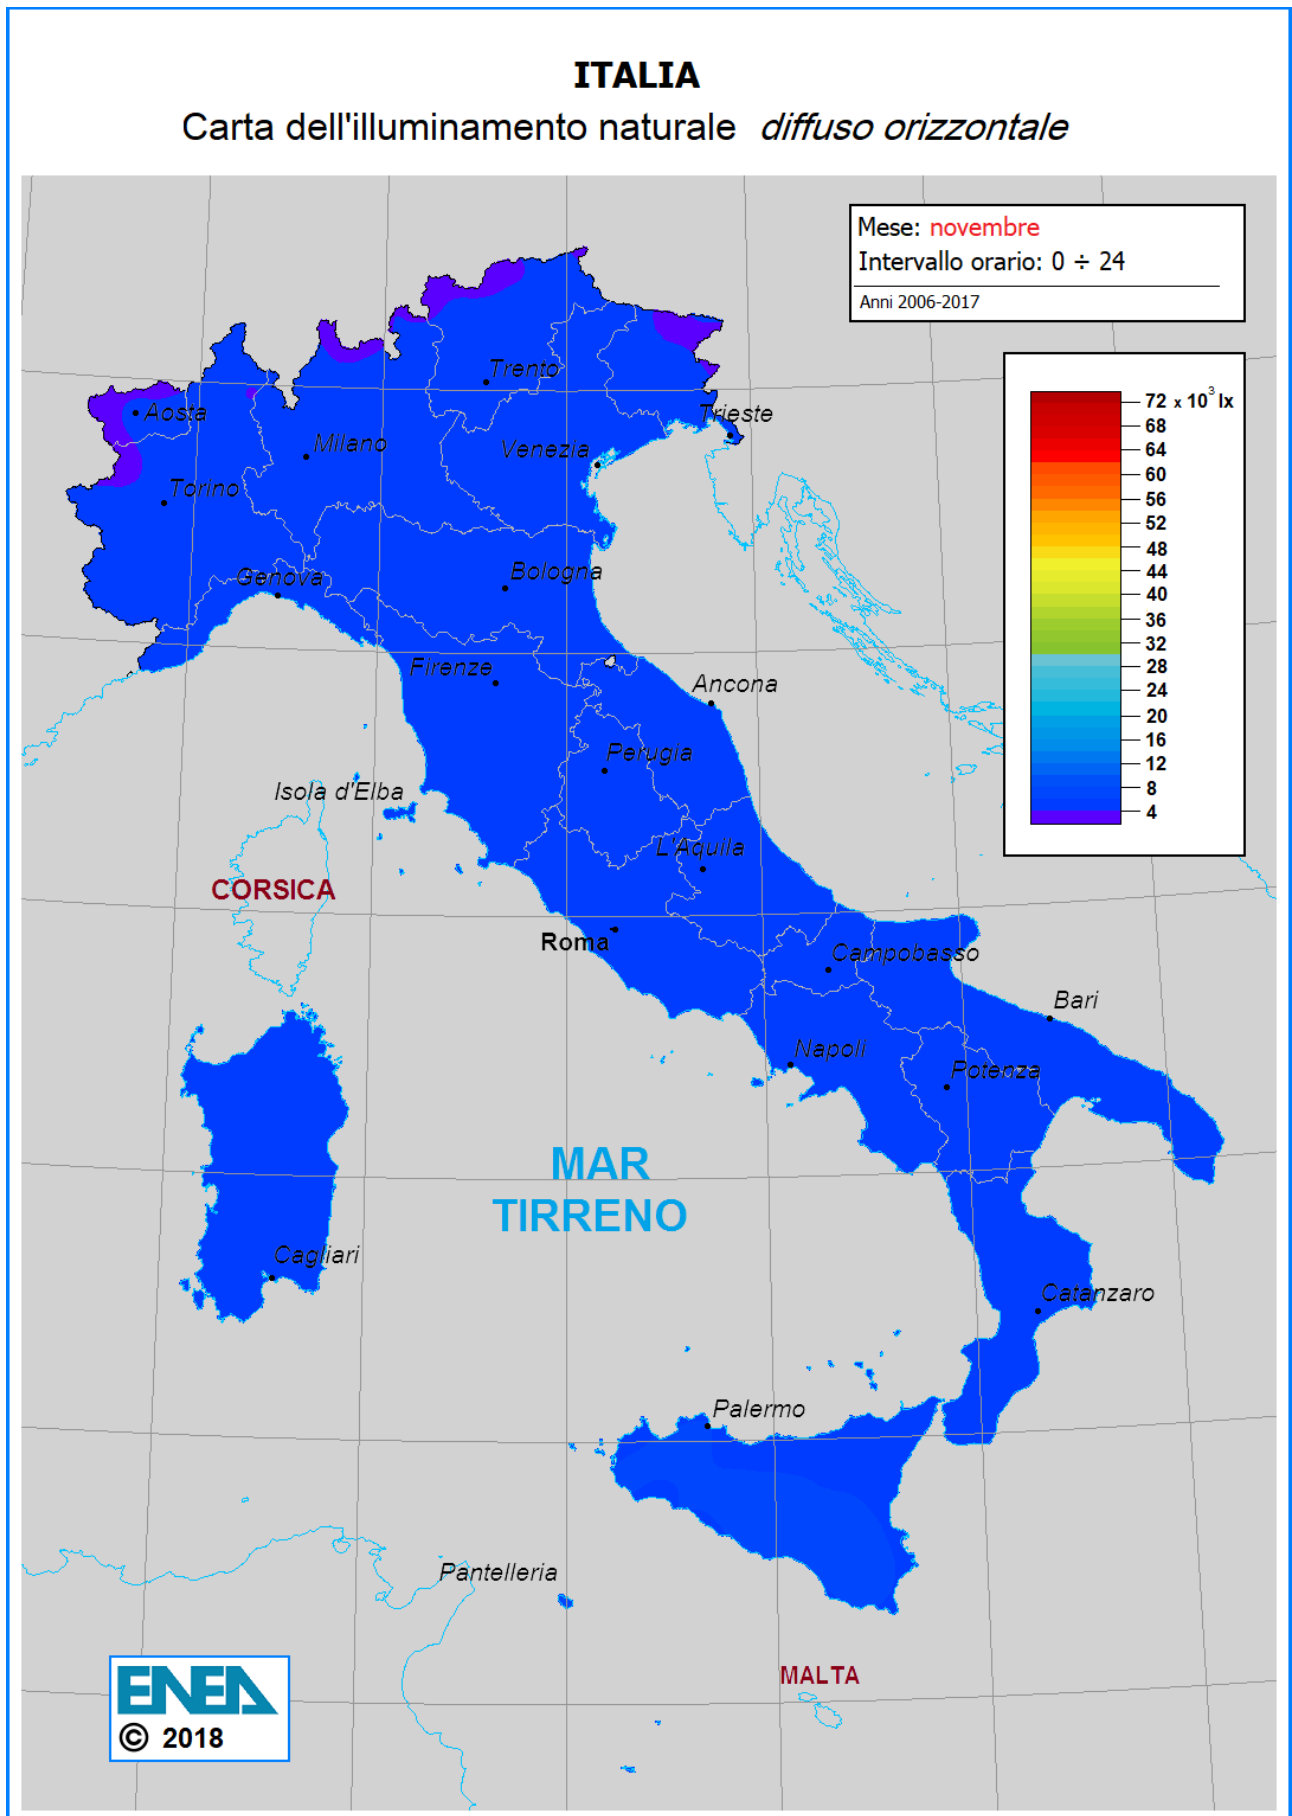 ITALIA
Carta dell'illuminamento naturale diffuso orizzontale
Mese: novembre
Intervallo orario: 0 ÷ 24
Anni 2006-2017
72 x 10³ lx
68
64
60
56
52
48
44
40
36
32
28
24
20
16
12
8
4
Trento
Aosta
Trieste
Milano
Venezia
Torino
Genova
Bologna
Firenze
Ancona
Perugia
Isola d'Elba
L'Aquila
CORSICA
Roma
Campobasso
Bari
Napoli
Potenza
MAR
TIRRENO
Cagliari
Catanzaro
Palermo
Pantelleria
MALTA
ENEA
© 2018